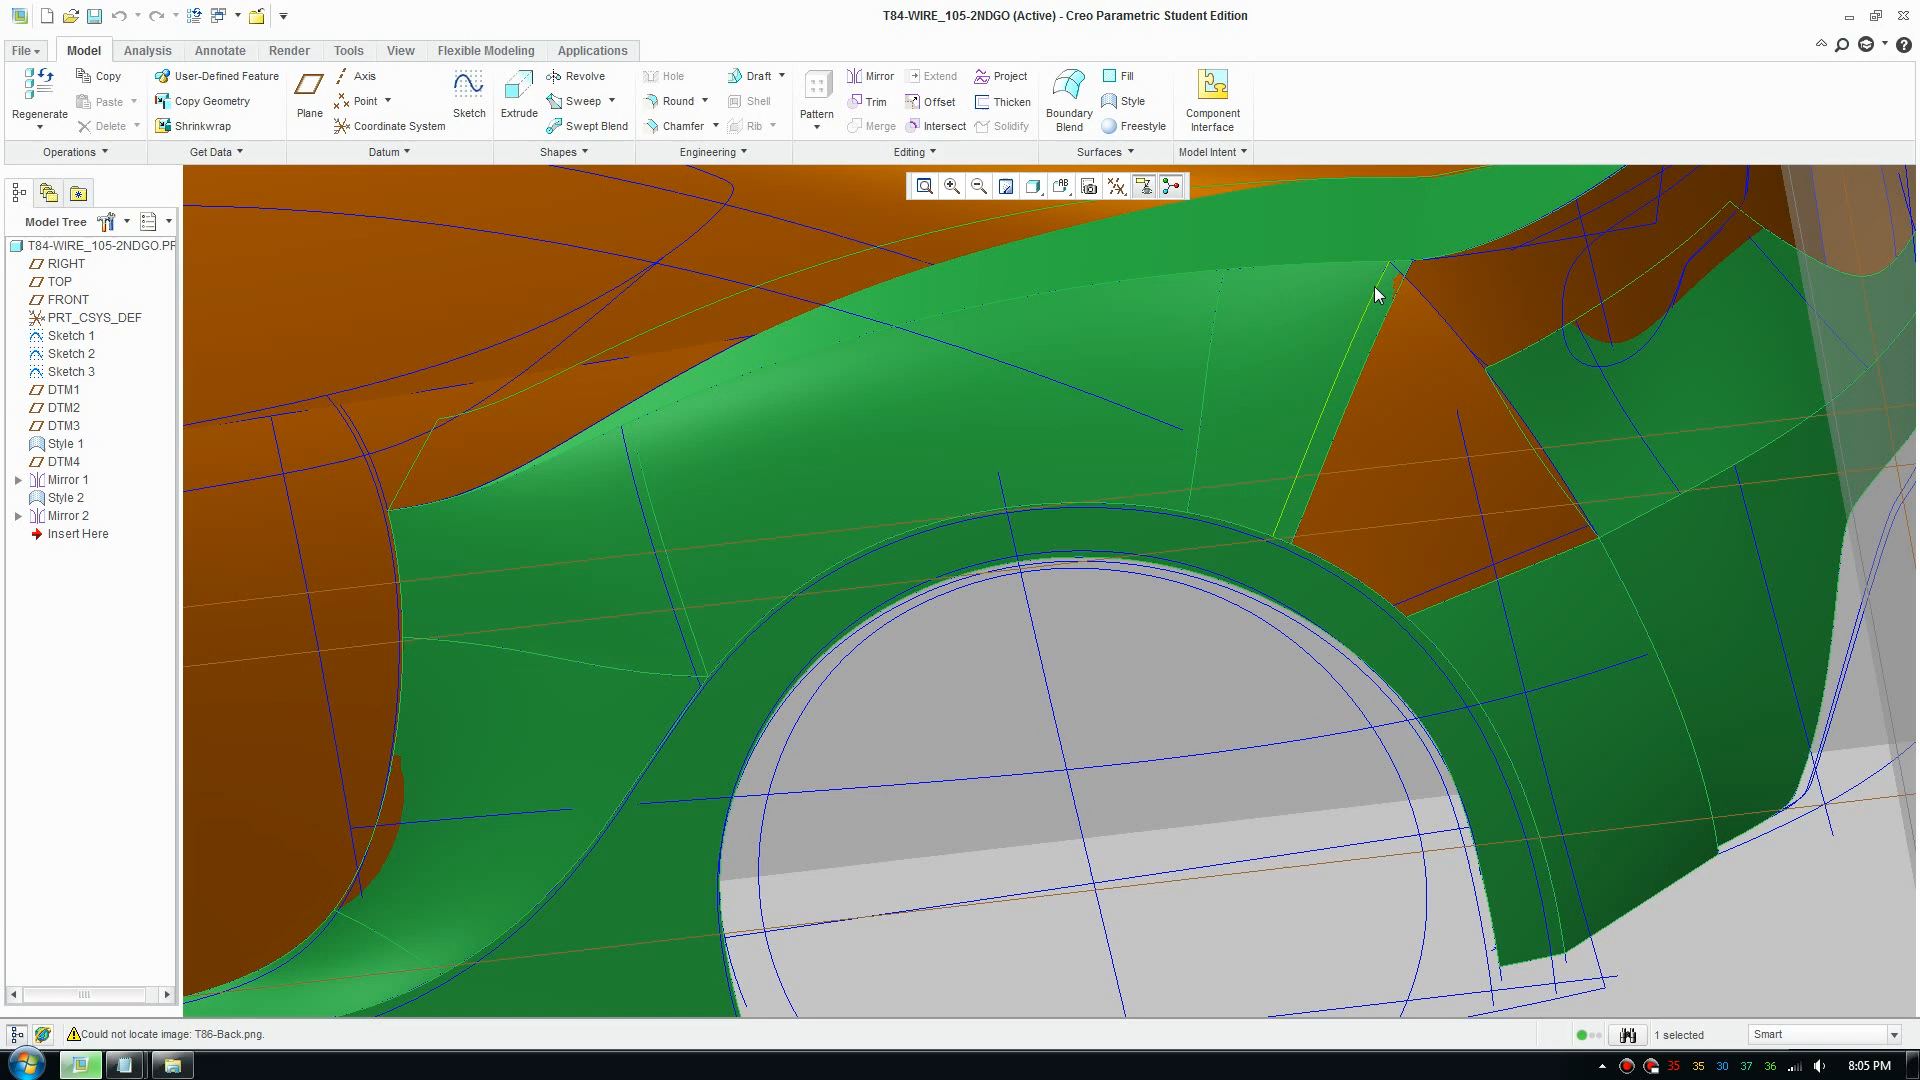 T84-WIRE_105-2NDGO (Active) - Creo Parametric Student Edition
File Model Analysis Annotate Render Tools View Flexible Modeling Applications
Regenerate
Copy
Paste
Delete
Operations
User-Defined Feature
Copy Geometry
Shrinkwrap
Get Data
Plane
Axis
Point
Coordinate System
Sketch
Datum
Extrude
Revolve
Sweep
Swept Blend
Shapes
Hole
Round
Chamfer
Draft
Shell
Rib
Engineering
Pattern
Mirror
Trim
Merge
Extend
Offset
Intersect
Project
Thicken
Solidify
Editing
Boundary
Blend
Fill
Style
Freestyle
Surfaces
Component
Interface
Model Intent
Model Tree
T84-WIRE_105-2NDGO.PR
RIGHT
TOP
FRONT
PRT_CSYS_DEF
Sketch 1
Sketch 2
Sketch 3
DTM1
DTM2
DTM3
Style 1
DTM4
Mirror 1
Style 2
Mirror 2
Insert Here
Could not locate image: T86-Back.png.
1 selected
Smart
35 35 30 37 36
8:05 PM